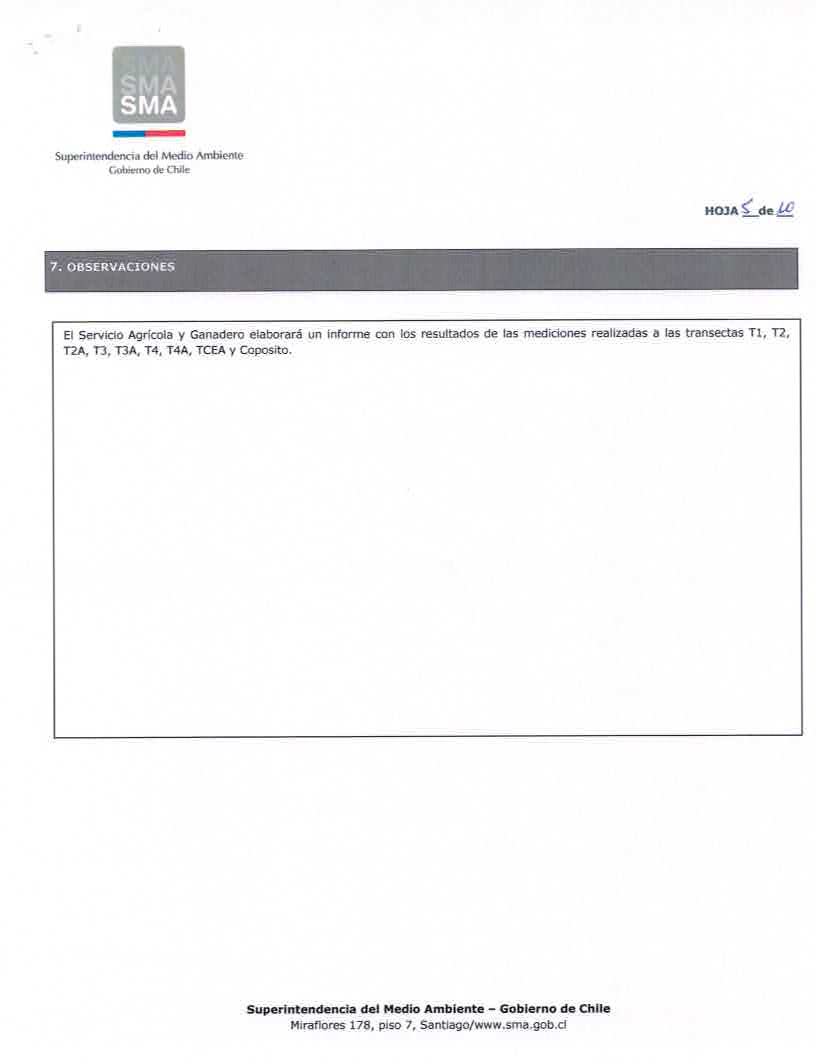 SMA
SMA
SMA
Superintendencia del Medio Ambiente
Gobierno de Chile
HOJA 5 de 10
7. OBSERVACIONES
El Servicio Agrícola y Ganadero elaborará un informe con los resultados de las mediciones realizadas a las transectas T1, T2,
T2A, T3, T3A, T4, T4A, TCEA y Coposito.
Superintendencia del Medio Ambiente – Gobierno de Chile
Miraflores 178, piso 7, Santiago/www.sma.gob.cl